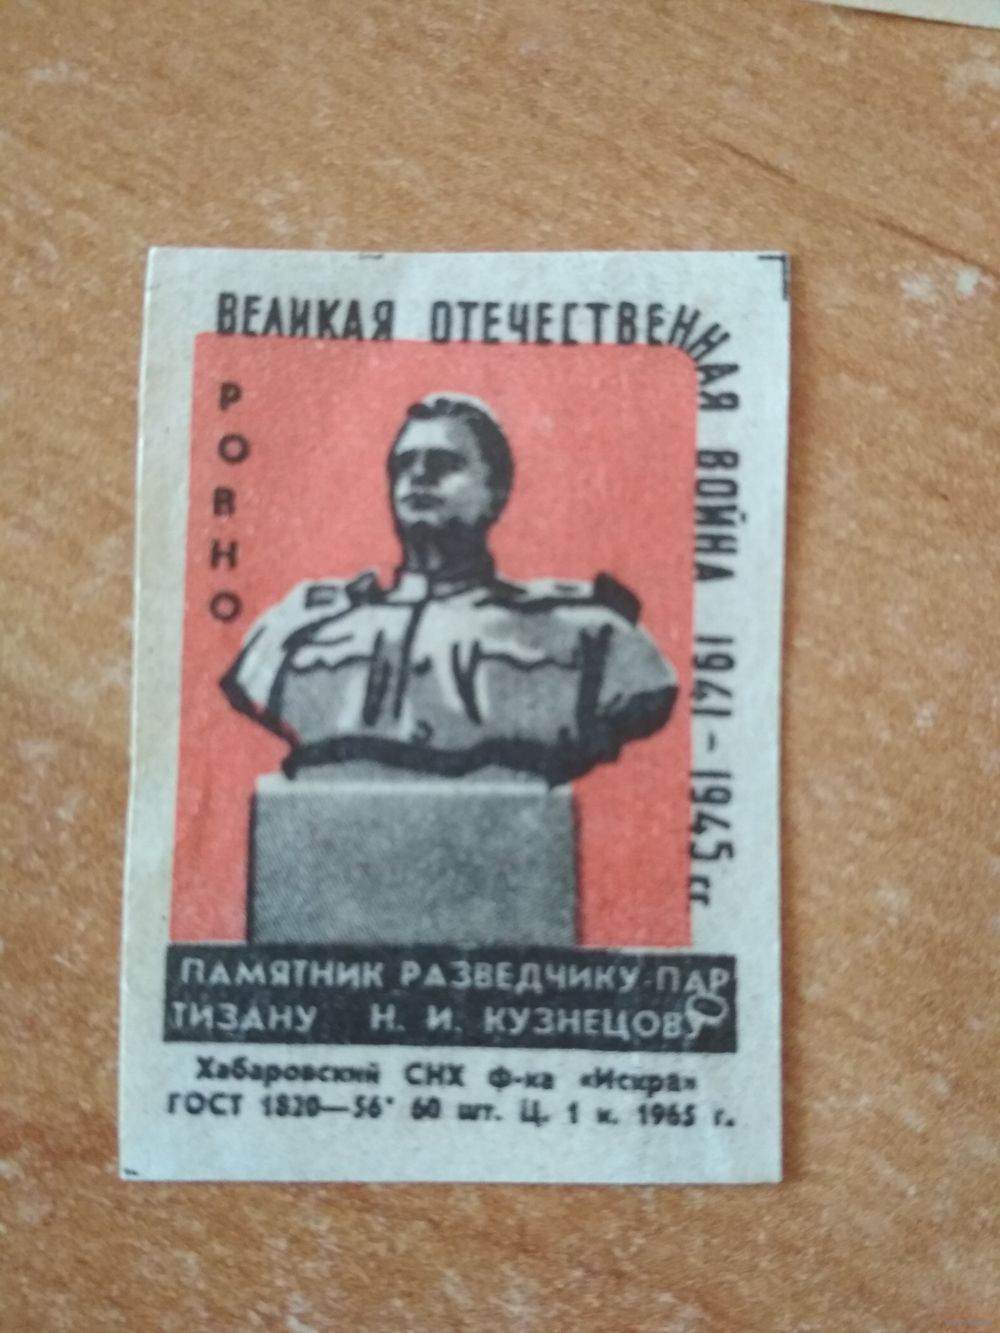 ВЕЛИКАЯ ОТЕЧЕСТВЕННАЯ ВОЙНА 1941-1945 гг
РОВНО
ПАМЯТНИК РАЗВЕДЧИКУ-ПАР
ТИЗАНУ Н. И. КУЗНЕЦОВУ
Хабаровский СНХ ф-ка «Искра»
ГОСТ 1820—56* 60 шт. Ц. 1 к. 1965 г.